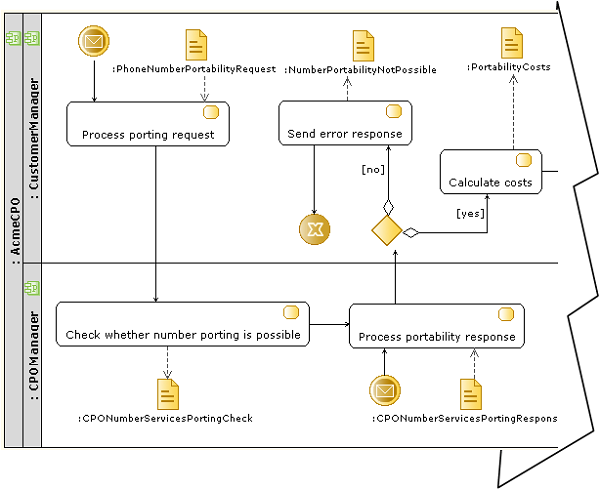 : AcmeCPO
: CustomerManager
:PhoneNumberPortabilityRequest
:NumberPortabilityNotPossible
:PortabilityCosts
Process porting request
Send error response
Calculate costs
[no]
[yes]
: CPOManager
Check whether number porting is possible
Process portability response
:CPONumberServicesPortingCheck
:CPONumberServicesPortingRespons